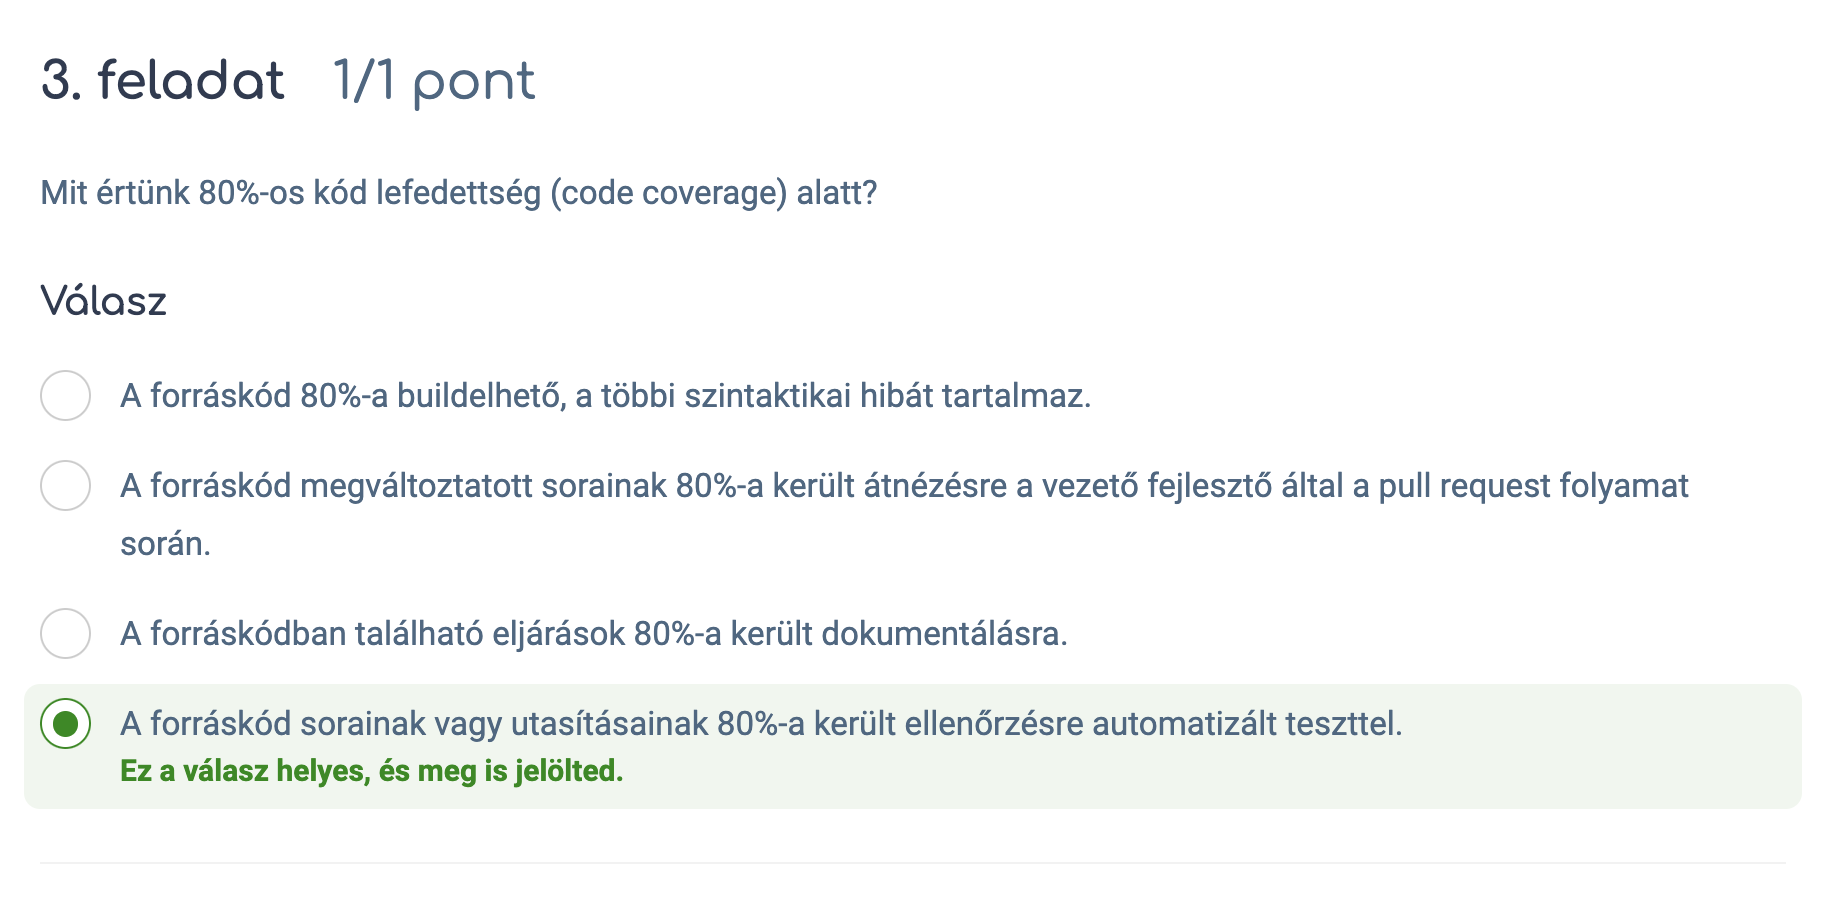 3. feladat 1/1 pont
Mit értünk 80%-os kód lefedettség (code coverage) alatt?
Válasz
A forráskód 80%-a buildelhető, a többi szintaktikai hibát tartalmaz.
A forráskód megváltoztatott sorainak 80%-a került átnézésre a vezető fejlesztő által a pull request folyamat
során.
A forráskódban található eljárások 80%-a került dokumentálásra.
A forráskód sorainak vagy utasításainak 80%-a került ellenőrzésre automatizált teszttel.
Ez a válasz helyes, és meg is jelölted.